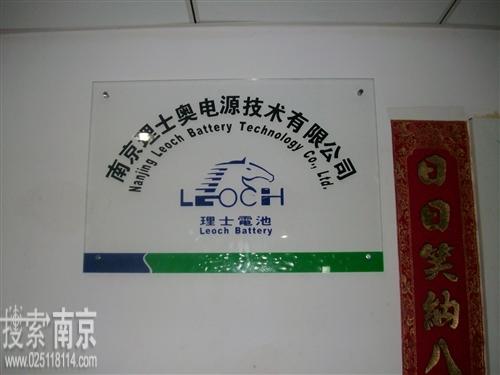 南京理士奥电源技术有限公司
Nanjing Leoch Battery Technology Co., Ltd.
LEOCH
理士電池
Leoch Battery
日日笑納八
搜索南京
www.025118114.com